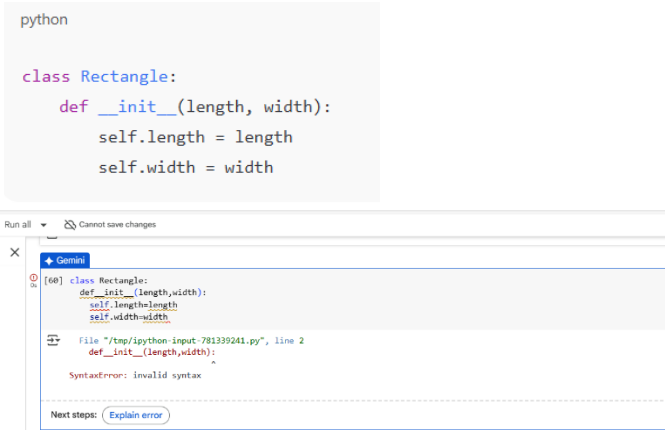 python
class Rectangle:
def __init__(length, width):
self.length = length
self.width = width
Run all
Cannot save changes
Gemini
[60] class Rectangle:
def__init__(length,width):
self.length=length
self.width=width
File "/tmp/ipython-input-781339241.py", line 2
def__init__(length,width):
^
SyntaxError: invalid syntax
Next steps: Explain error